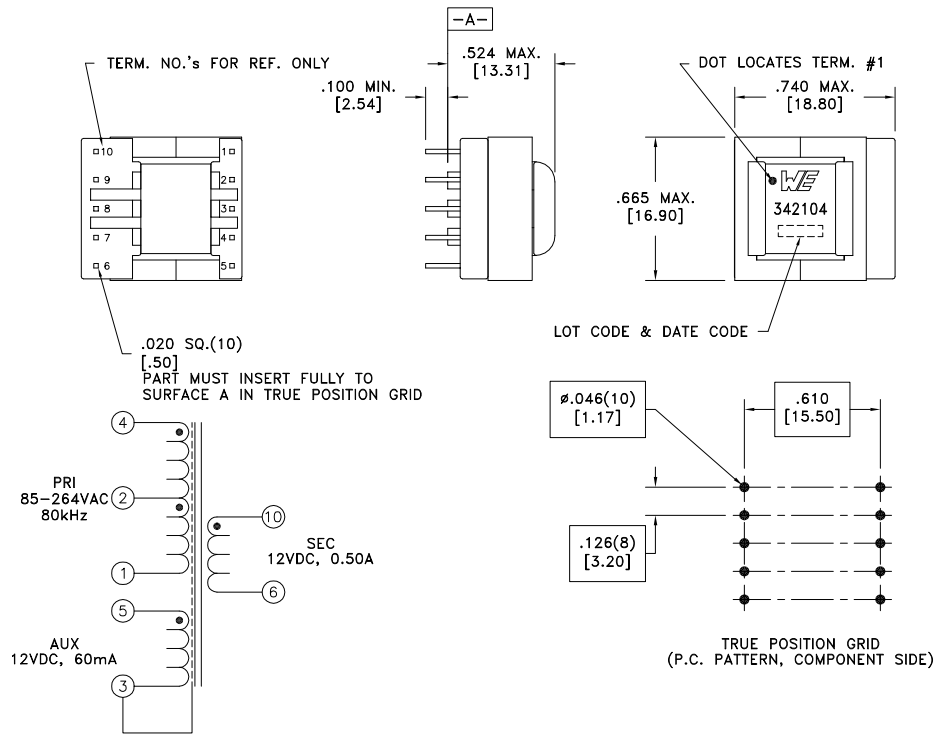 -A-
TERM. NO.'s FOR REF. ONLY
.524 MAX.
[13.31]
DOT LOCATES TERM. #1
.100 MIN.
[2.54]
.740 MAX.
[18.80]
10
1
9
2
8
3
7
4
6
5
WE
342104
.665 MAX.
[16.90]
LOT CODE & DATE CODE
.020 SQ.(10)
[.50]
PART MUST INSERT FULLY TO
SURFACE A IN TRUE POSITION GRID
ø.046(10)
[1.17]
.610
[15.50]
4
PRI
85-264VAC
80kHz
2
1
10
SEC
12VDC, 0.50A
6
5
AUX
12VDC, 60mA
3
.126(8)
[3.20]
TRUE POSITION GRID
(P.C. PATTERN, COMPONENT SIDE)